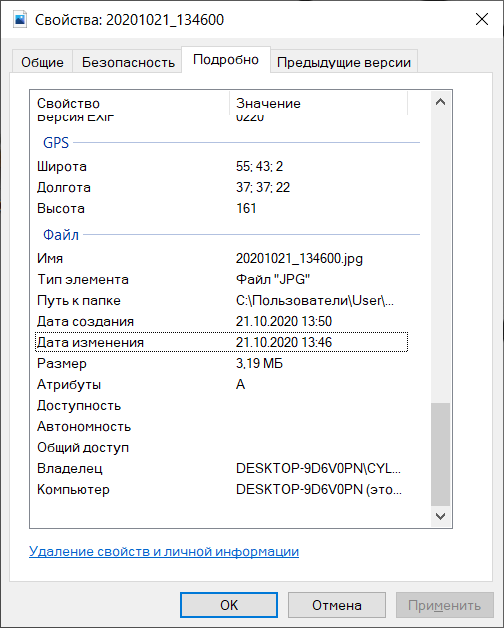 Свойства: 20201021_134600
Общие Безопасность Подробно Предыдущие версии
Свойство Значение
Версия EXIF 0220
GPS
Широта 55; 43; 2
Долгота 37; 37; 22
Высота 161
Файл
Имя 20201021_134600.jpg
Тип элемента Файл "JPG"
Путь к папке C:\Пользователи\User\...
Дата создания 21.10.2020 13:50
Дата изменения 21.10.2020 13:46
Размер 3,19 МБ
Атрибуты A
Доступность
Автономность
Общий доступ
Владелец DESKTOP-9D6V0PN\CYL...
Компьютер DESKTOP-9D6V0PN (это...
Удаление свойств и личной информации
OK Отмена Применить